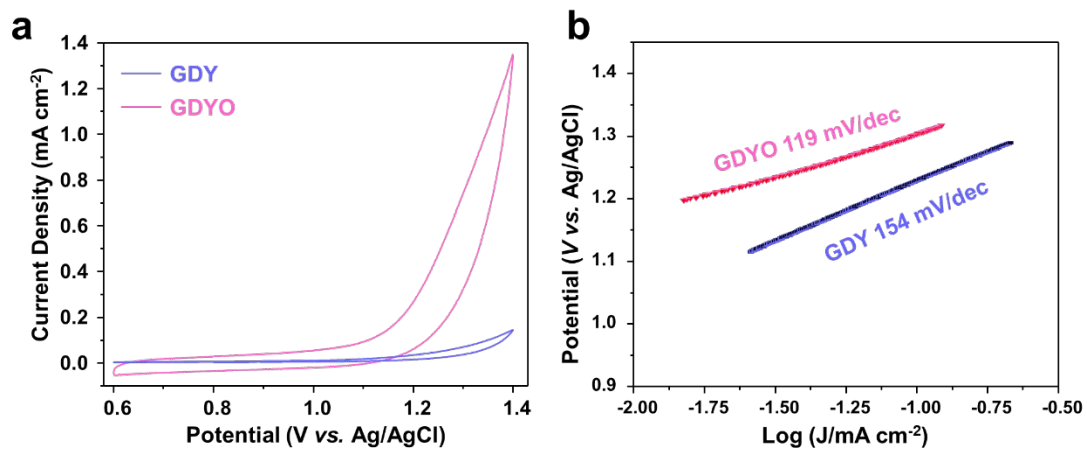 a
1.4
1.2
1.0
0.8
0.6
0.4
0.2
0.0
Current Density (mA cm⁻²)
GDY
GDYO
0.6 0.8 1.0 1.2 1.4
Potential (V vs. Ag/AgCl)
b
1.4
1.3
1.2
1.1
1.0
0.9
Potential (V vs. Ag/AgCl)
GDYO 119 mV/dec
GDY 154 mV/dec
-2.00 -1.75 -1.50 -1.25 -1.00 -0.75 -0.50
Log (J/mA cm⁻²)